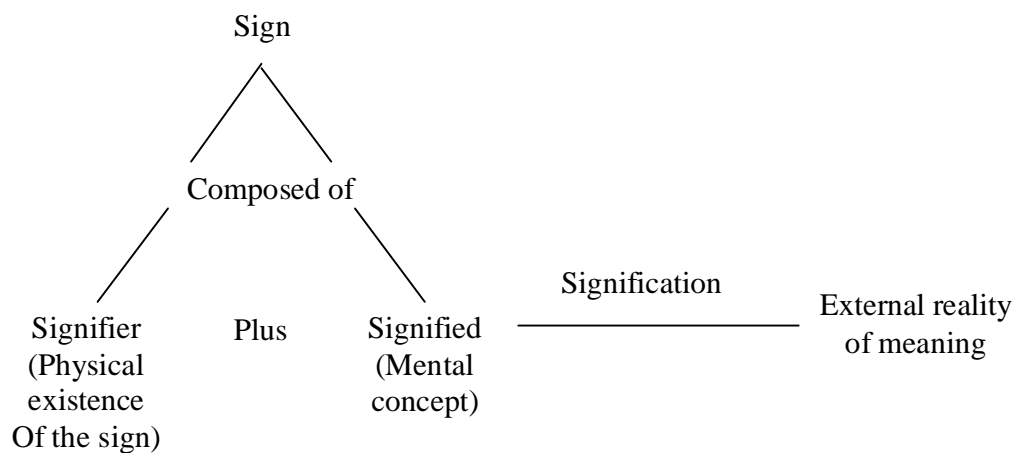 Sign
Composed of
Signification
Signifier
(Physical
existence
Of the sign)
Plus
Signified
(Mental
concept)
External reality
of meaning